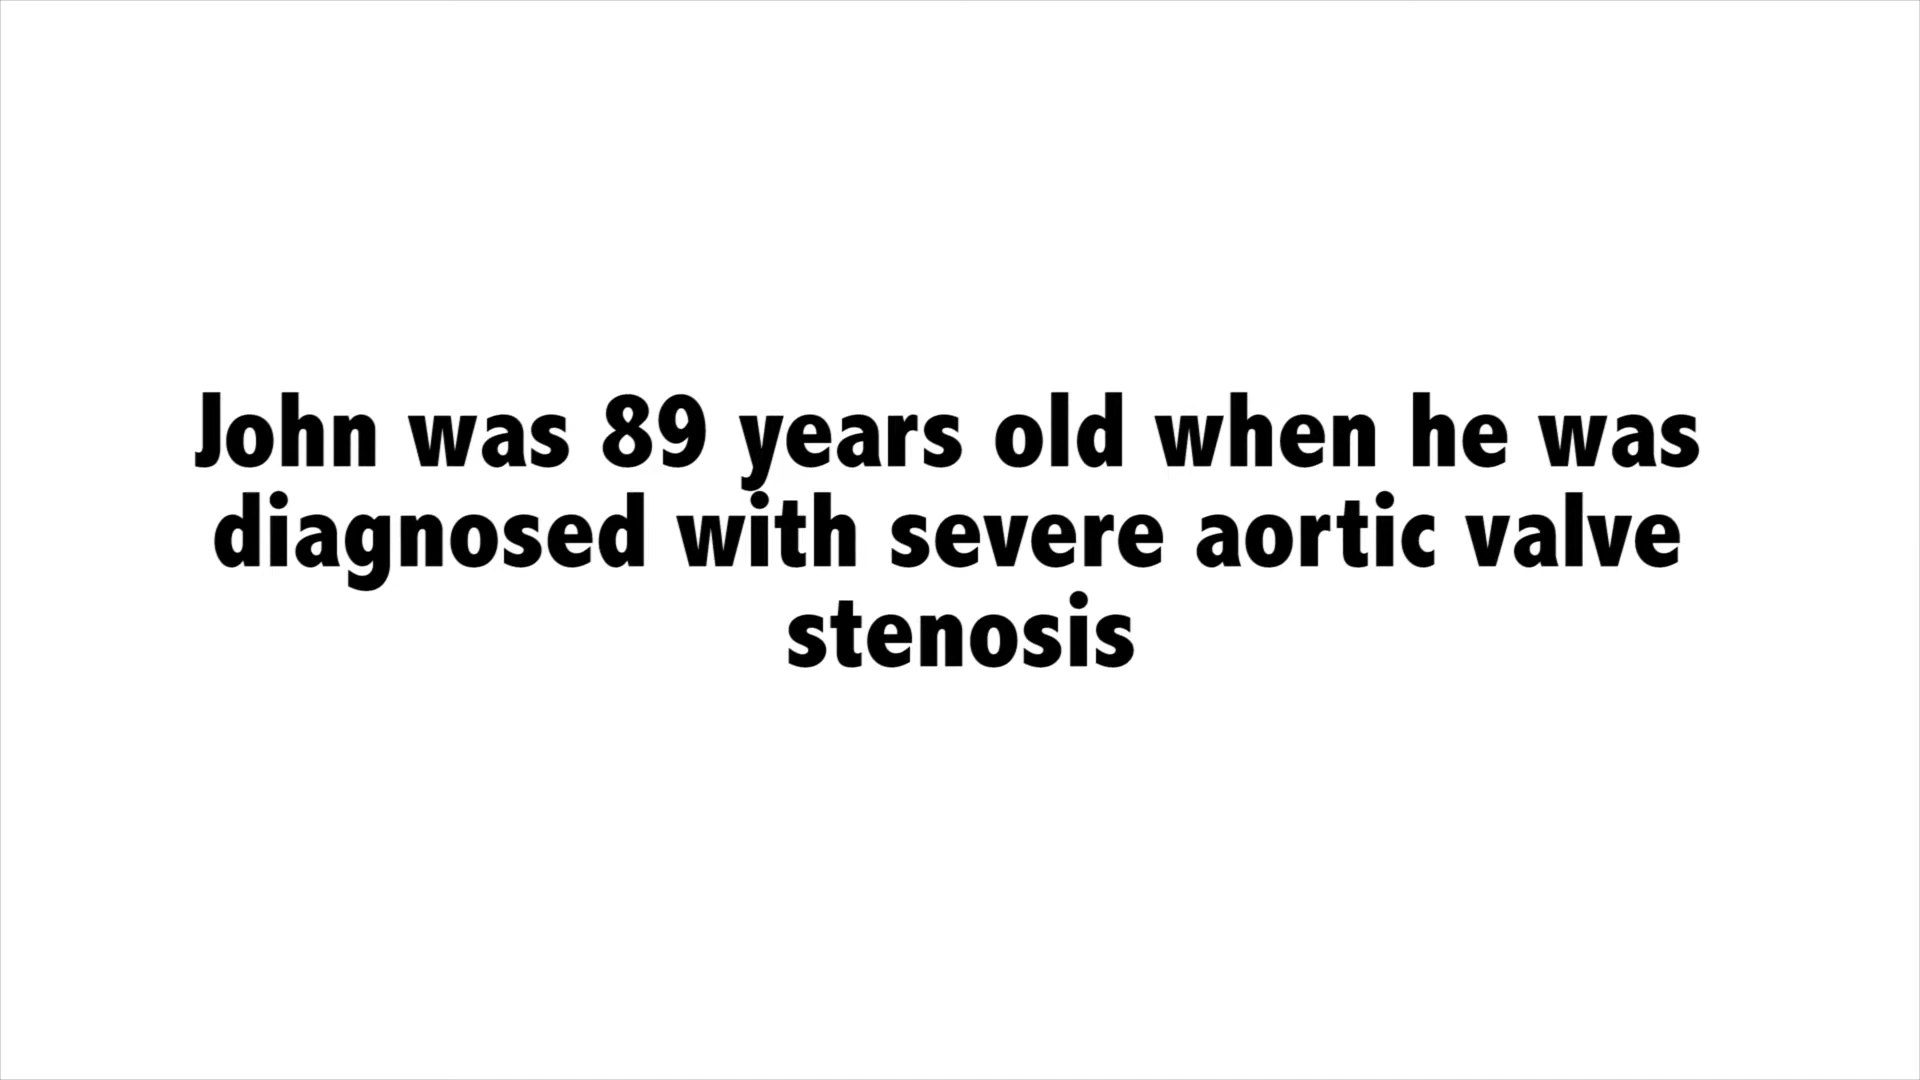 John was 89 years old when he was
diagnosed with severe aortic valve
stenosis